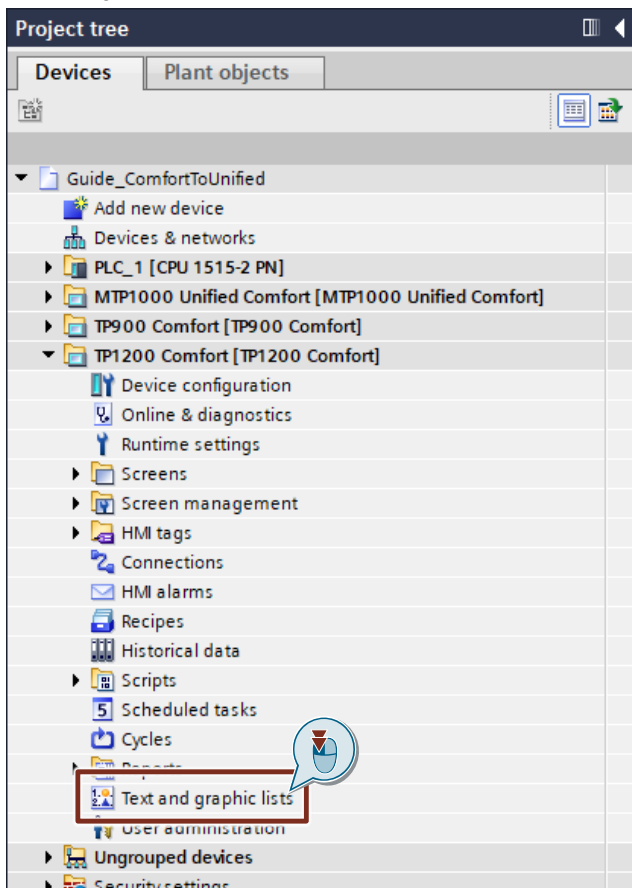 Project tree
Devices
Plant objects
Guide_ComfortToUnified
Add new device
Devices & networks
PLC_1 [CPU 1515-2 PN]
MTP1000 Unified Comfort [MTP1000 Unified Comfort]
TP900 Comfort [TP900 Comfort]
TP1200 Comfort [TP1200 Comfort]
Device configuration
Online & diagnostics
Runtime settings
Screens
Screen management
HMI tags
Connections
HMI alarms
Recipes
Historical data
Scripts
Scheduled tasks
Cycles
Reports
Text and graphic lists
User administration
Ungrouped devices
Security settings